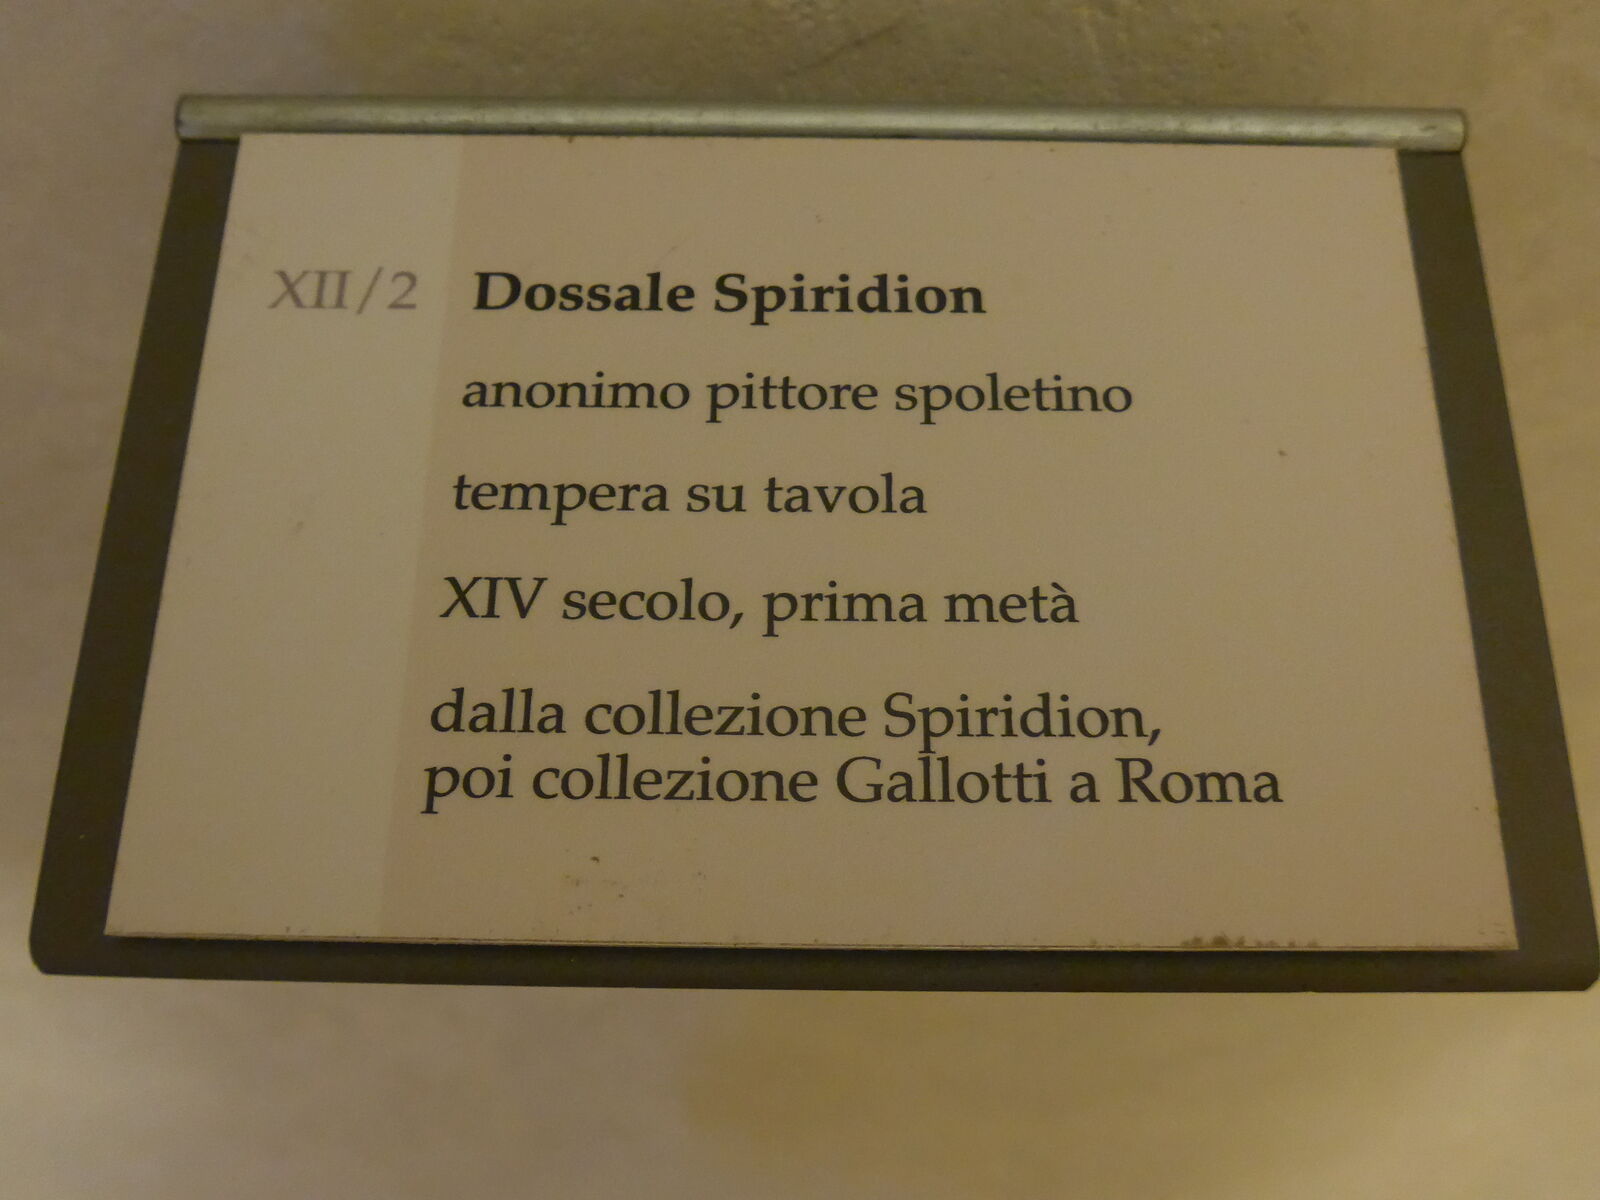 XII/2 Dossale Spiridion
anonimo pittore spoletino
tempera su tavola
XIV secolo, prima metà
dalla collezione Spiridion,
poi collezione Gallotti a Roma